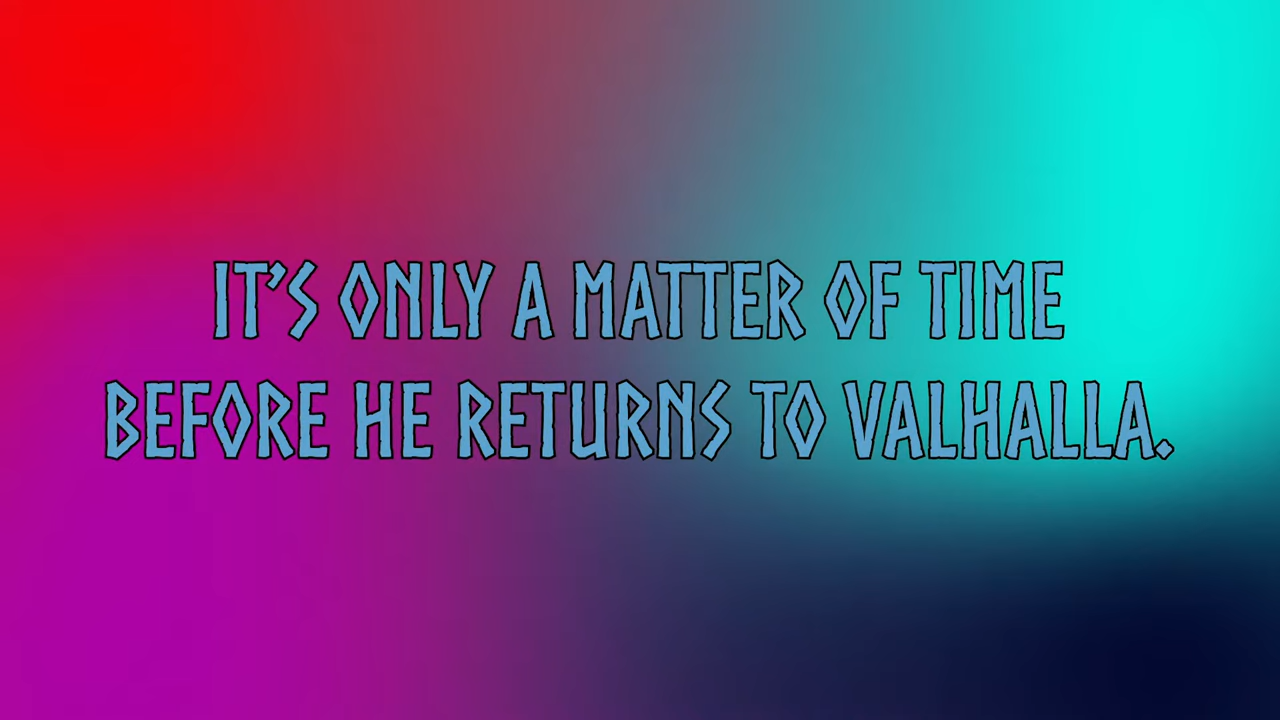 IT'S ONLY A MATTER OF TIME
BEFORE HE RETURNS TO VALHALLA.